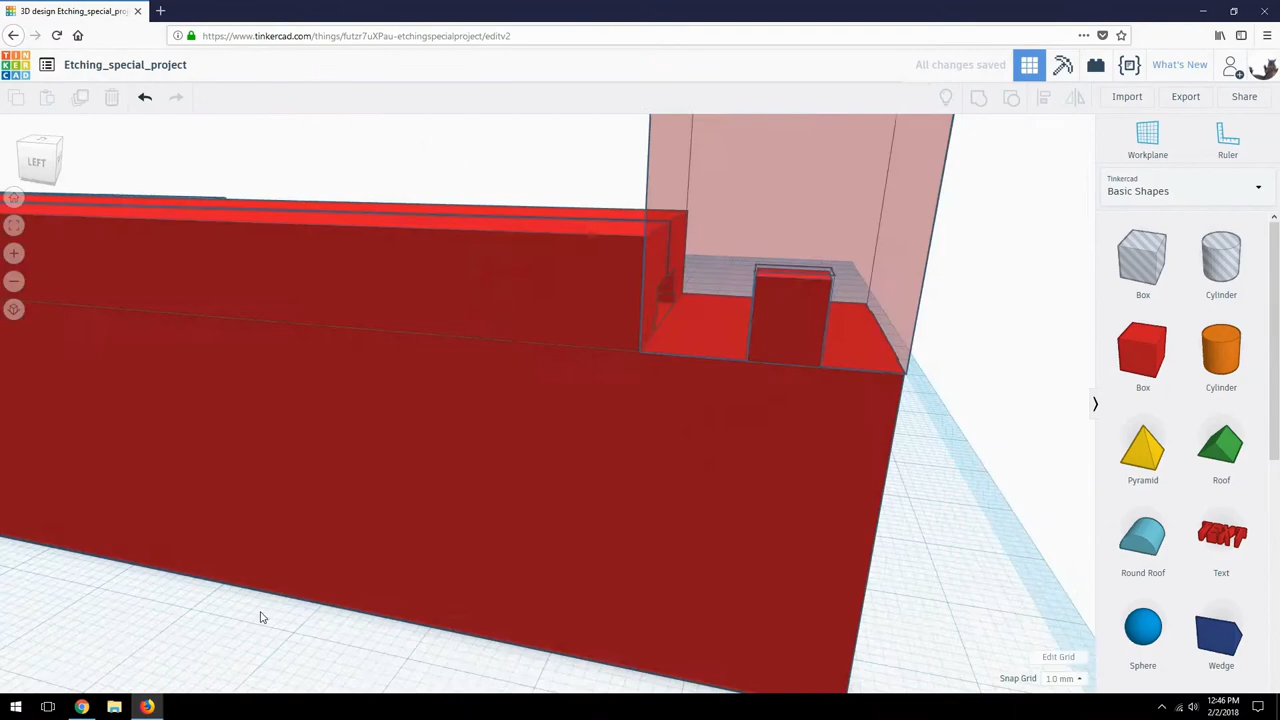 3D design Etching_special_proj
https://www.tinkercad.com/things/futzr7uXPau-etchingspecialproject/editv2
TIN
KER
CAD
Etching_special_project
All changes saved
What's New
Import
Export
Share
LEFT
Workplane
Ruler
Tinkercad
Basic Shapes
Box
Cylinder
Box
Cylinder
Pyramid
Roof
TEXT
Round Roof
Text
Sphere
Wedge
Edit Grid
Snap Grid
1.0 mm
12:46 PM
2/2/2018